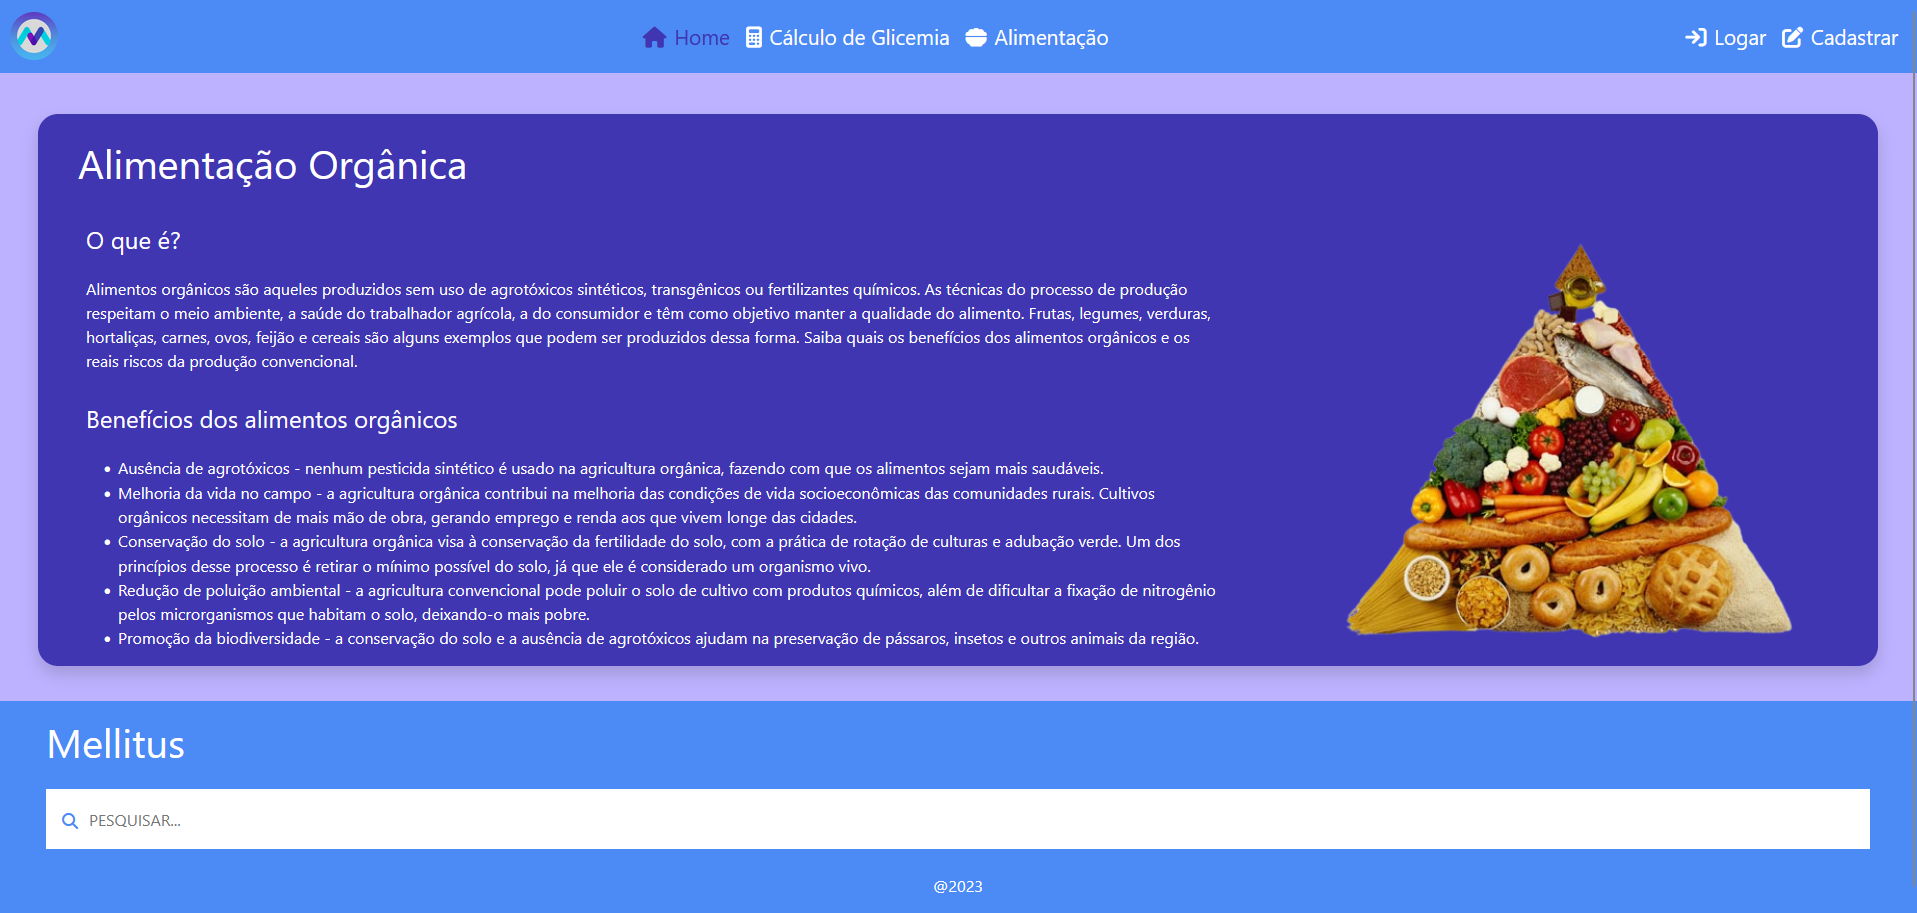 Home Cálculo de Glicemia Alimentação Logar Cadastrar
Alimentação Orgânica
O que é?
Alimentos orgânicos são aqueles produzidos sem uso de agrotóxicos sintéticos, transgênicos ou fertilizantes químicos. As técnicas do processo de produção
respeitam o meio ambiente, a saúde do trabalhador agrícola, a do consumidor e têm como objetivo manter a qualidade do alimento. Frutas, legumes, verduras,
hortaliças, carnes, ovos, feijão e cereais são alguns exemplos que podem ser produzidos dessa forma. Saiba quais os benefícios dos alimentos orgânicos e os
reais riscos da produção convencional.
Benefícios dos alimentos orgânicos
• Ausência de agrotóxicos - nenhum pesticida sintético é usado na agricultura orgânica, fazendo com que os alimentos sejam mais saudáveis.
• Melhoria da vida no campo - a agricultura orgânica contribui na melhoria das condições de vida socioeconômicas das comunidades rurais. Cultivos
orgânicos necessitam de mais mão de obra, gerando emprego e renda aos que vivem longe das cidades.
• Conservação do solo - a agricultura orgânica visa à conservação da fertilidade do solo, com a prática de rotação de culturas e adubação verde. Um dos
princípios desse processo é retirar o mínimo possível do solo, já que ele é considerado um organismo vivo.
• Redução de poluição ambiental - a agricultura convencional pode poluir o solo de cultivo com produtos químicos, além de dificultar a fixação de nitrogênio
pelos microrganismos que habitam o solo, deixando-o mais pobre.
• Promoção da biodiversidade - a conservação do solo e a ausência de agrotóxicos ajudam na preservação de pássaros, insetos e outros animais da região.
Mellitus
PESQUISAR...
@2023